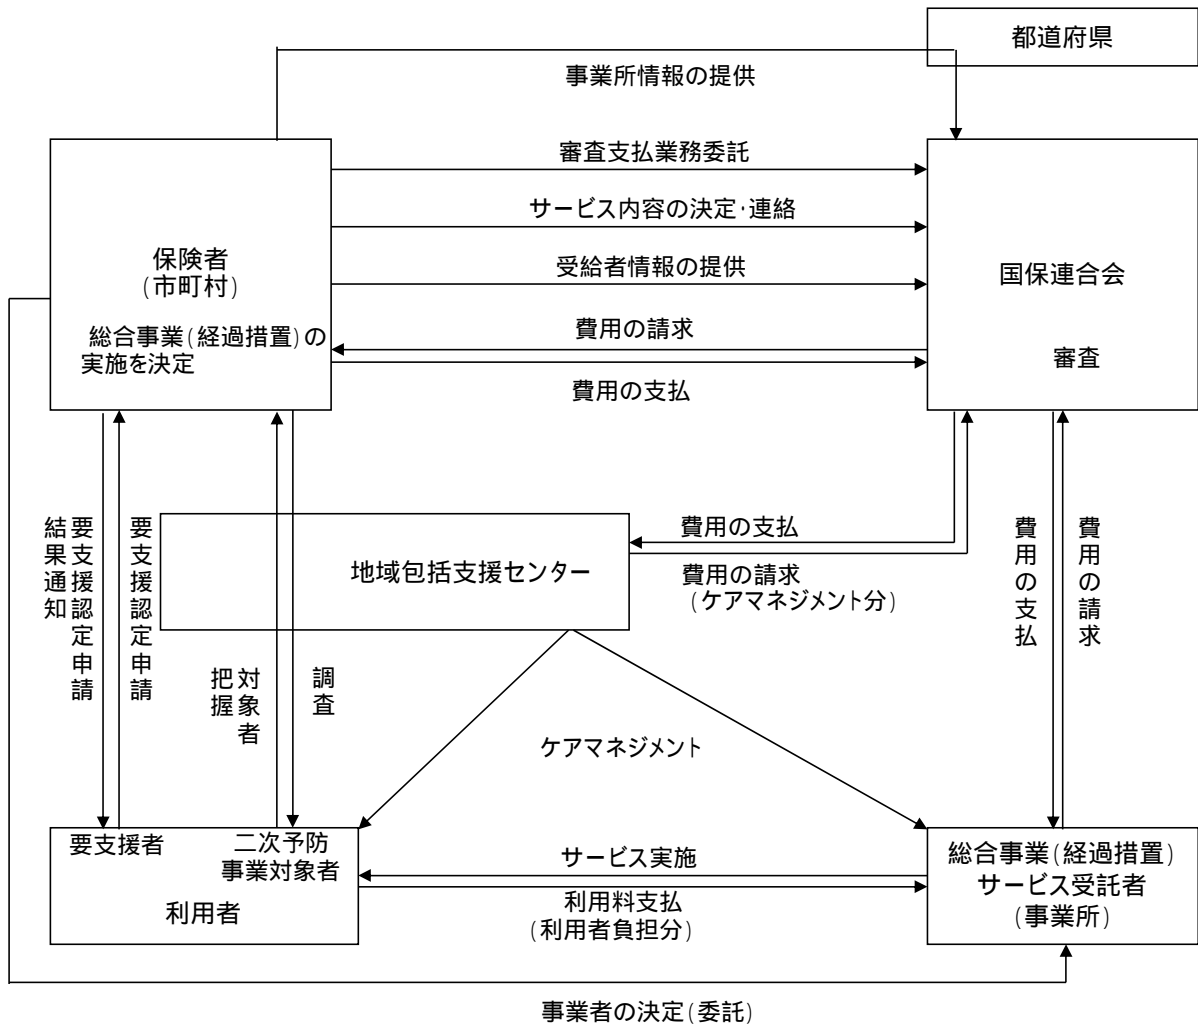 都道府県
事業所情報の提供
審査支払業務委託
サービス内容の決定・連絡
保険者
(市町村)
受給者情報の提供
国保連合会
総合事業(経過措置)の
実施を決定
費用の請求
審査
費用の支払
要支援認定申請
結果通知
要支援認定申請
対象者
把握
調査
地域包括支援センター
費用の支払
費用の請求
(ケアマネジメント分)
費用の支払
費用の請求
ケアマネジメント
要支援者
二次予防
事業対象者
利用者
サービス実施
利用料支払
(利用者負担分)
総合事業(経過措置)
サービス受託者
(事業所)
事業者の決定(委託)